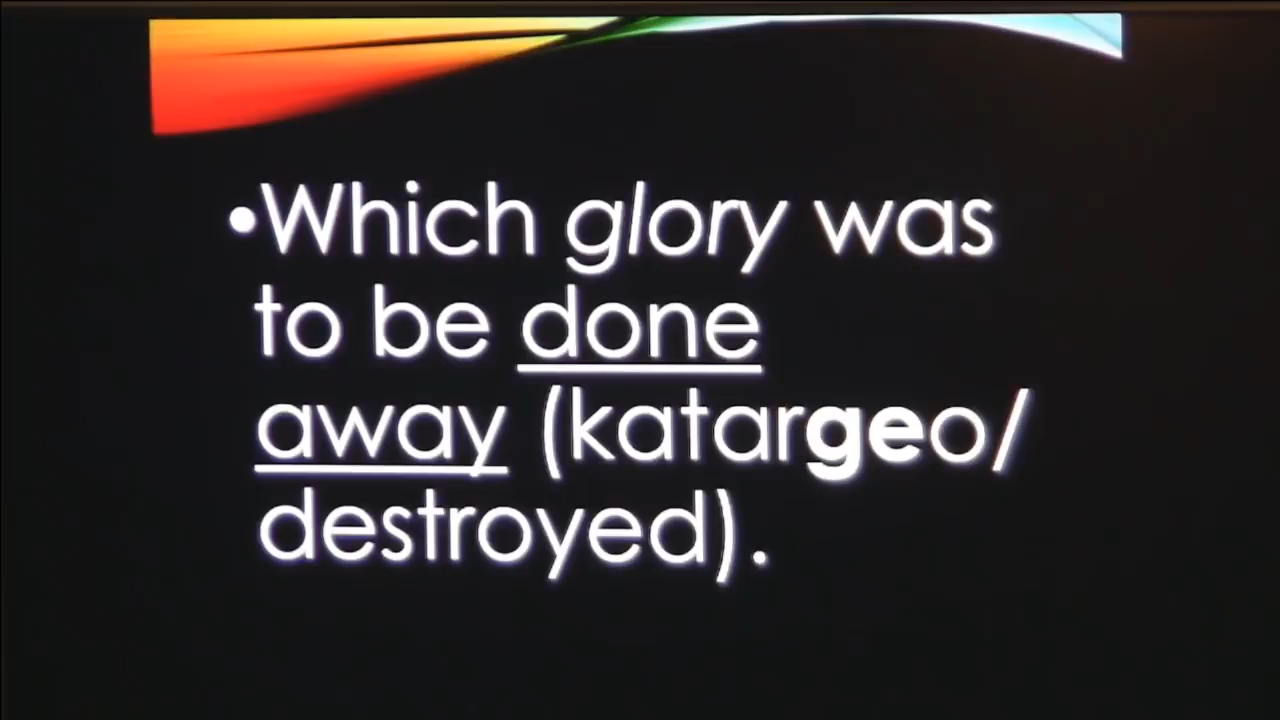 •Which glory was
to be done
away (katargeo/
destroyed).